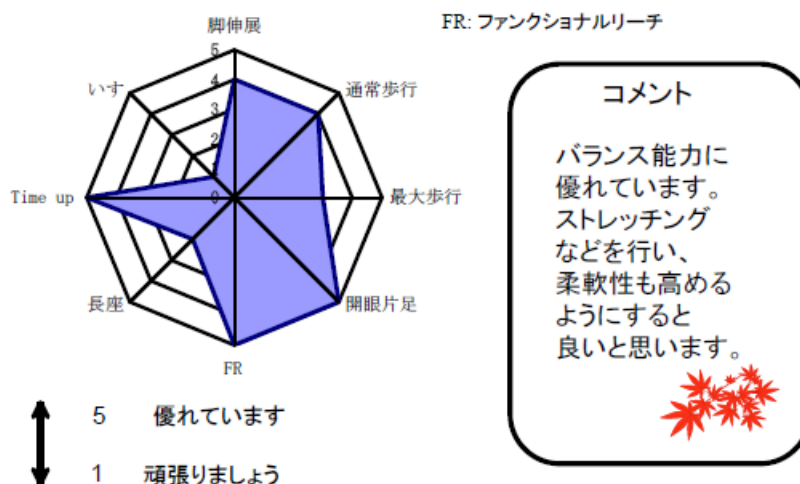 FR: ファンクショナルリーチ
脚伸展
通常歩行
最大歩行
開眼片足
FR
長座
Time up
いす
5
4
3
2
1
0
コメント
バランス能力に
優れています。
ストレッチング
などを行い、
柔軟性も高める
ようにすると
良いと思います。
5 優れています
1 頑張りましょう